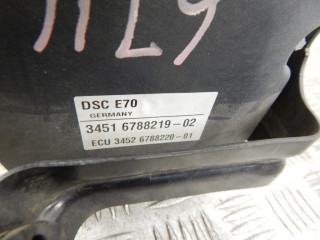 DSC E70
GERMANY
3451 6788219-02
ECU 3452 6788220-01